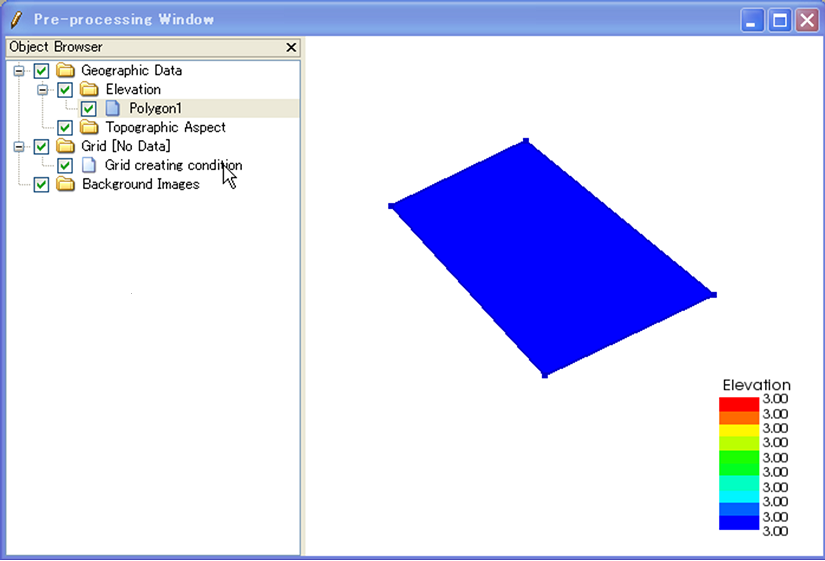 Pre-processing Window
Object Browser
Geographic Data
Elevation
Polygon1
Topographic Aspect
Grid [No Data]
Grid creating condition
Background Images
Elevation
3.00
3.00
3.00
3.00
3.00
3.00
3.00
3.00
3.00
3.00